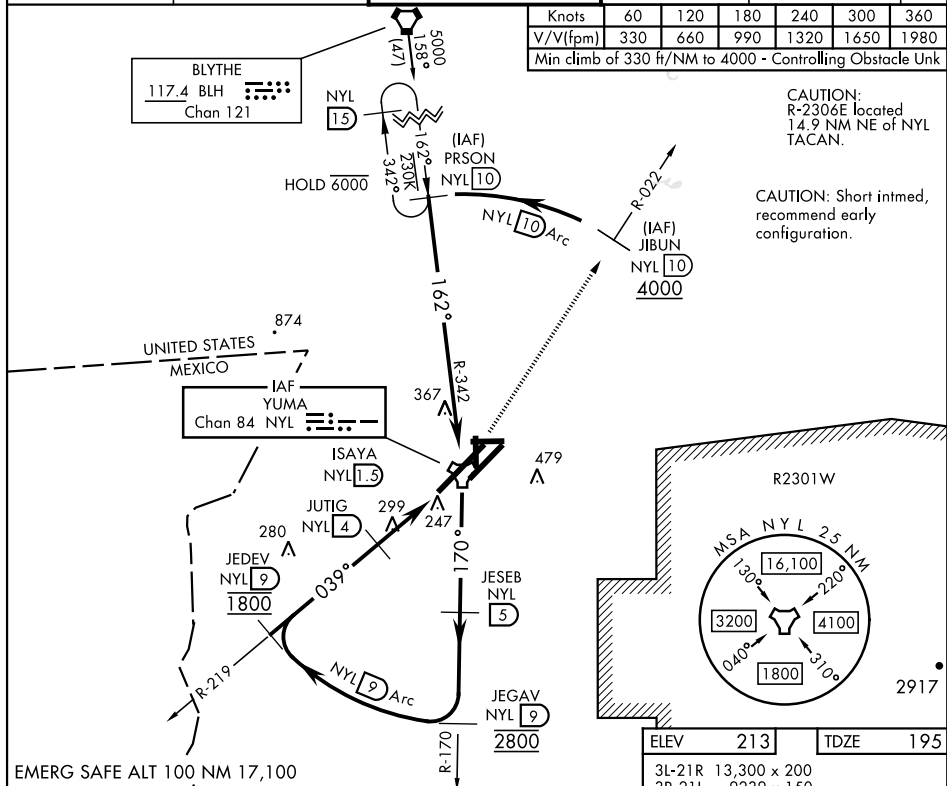 Knots 60 120 180 240 300 360
V/V(fpm) 330 660 990 1320 1650 1980
Min climb of 330 ft/NM to 4000 - Controlling Obstacle Unk
5000
158°
(47)
BLYTHE
117.4 BLH
Chan 121
NYL
15
CAUTION:
R-2306E located
14.9 NM NE of NYL
TACAN.
(IAF)
PRSON
NYL 10
162°
230K
342°
HOLD 6000
R-022
CAUTION: Short intmed,
recommend early
configuration.
NYL 10 Arc
(IAF)
JIBUN
NYL 10
4000
162°
874
UNITED STATES
MEXICO
R-342
IAF
YUMA
Chan 84 NYL
367
ISAYA
NYL 1.5
479
R2301W
JUTIG
NYL 4
299
247
280
170°
MSA NYL 25 NM
130°
16,100
220°
JEDEV
NYL 9
1800
039°
JESEB
NYL
5
3200
4100
040°
310°
1800
R-219
NYL 9 Arc
JEGAV
NYL 9
2800
2917
R-170
ELEV 213
TDZE 195
EMERG SAFE ALT 100 NM 17,100
3L-21R 13,300 x 200